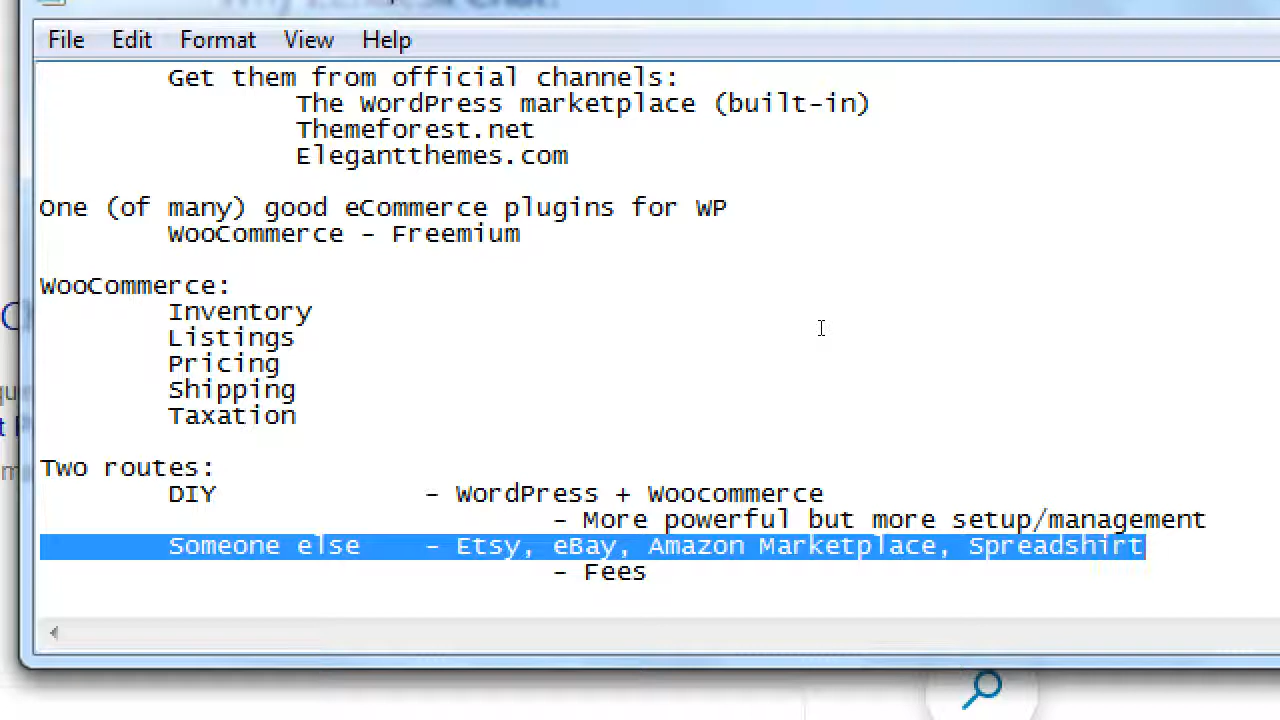 File Edit Format View Help
Get them from official channels:
The WordPress marketplace (built-in)
Themeforest.net
Elegantthemes.com
One (of many) good eCommerce plugins for WP
WooCommerce - Freemium
WooCommerce:
Inventory
Listings
Pricing
Shipping
Taxation
Two routes:
DIY - WordPress + Woocommerce
- More powerful but more setup/management
Someone else - Etsy, eBay, Amazon Marketplace, Spreadshirt
- Fees